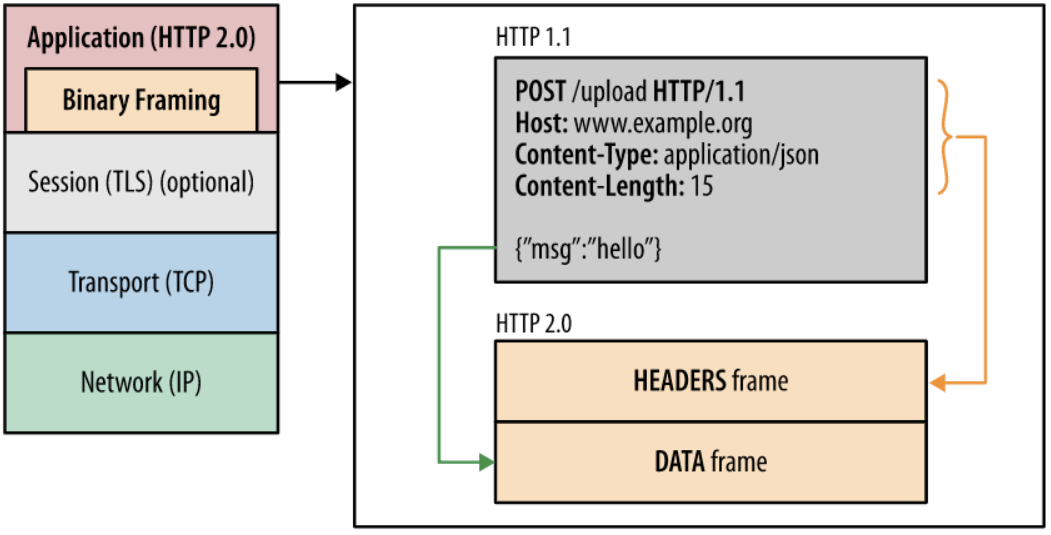 Application (HTTP 2.0)
Binary Framing
Session (TLS) (optional)
Transport (TCP)
Network (IP)
HTTP 1.1
POST /upload HTTP/1.1
Host: www.example.org
Content-Type: application/json
Content-Length: 15
{”msg”:”hello”}
HTTP 2.0
HEADERS frame
DATA frame